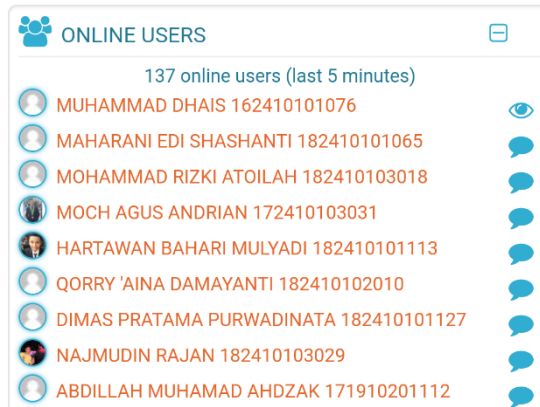 ONLINE USERS
137 online users (last 5 minutes)
MUHAMMAD DHAIS 162410101076
MAHARANI EDI SHASHANTI 182410101065
MOHAMMAD RIZKI ATOILAH 182410103018
MOCH AGUS ANDRIAN 172410103031
HARTAWAN BAHARI MULYADI 182410101113
QORRY 'AINA DAMAYANTI 182410102010
DIMAS PRATAMA PURWADINATA 182410101127
NAJMUDIN RAJAN 182410103029
ABDILLAH MUHAMAD AHDZAK 171910201112